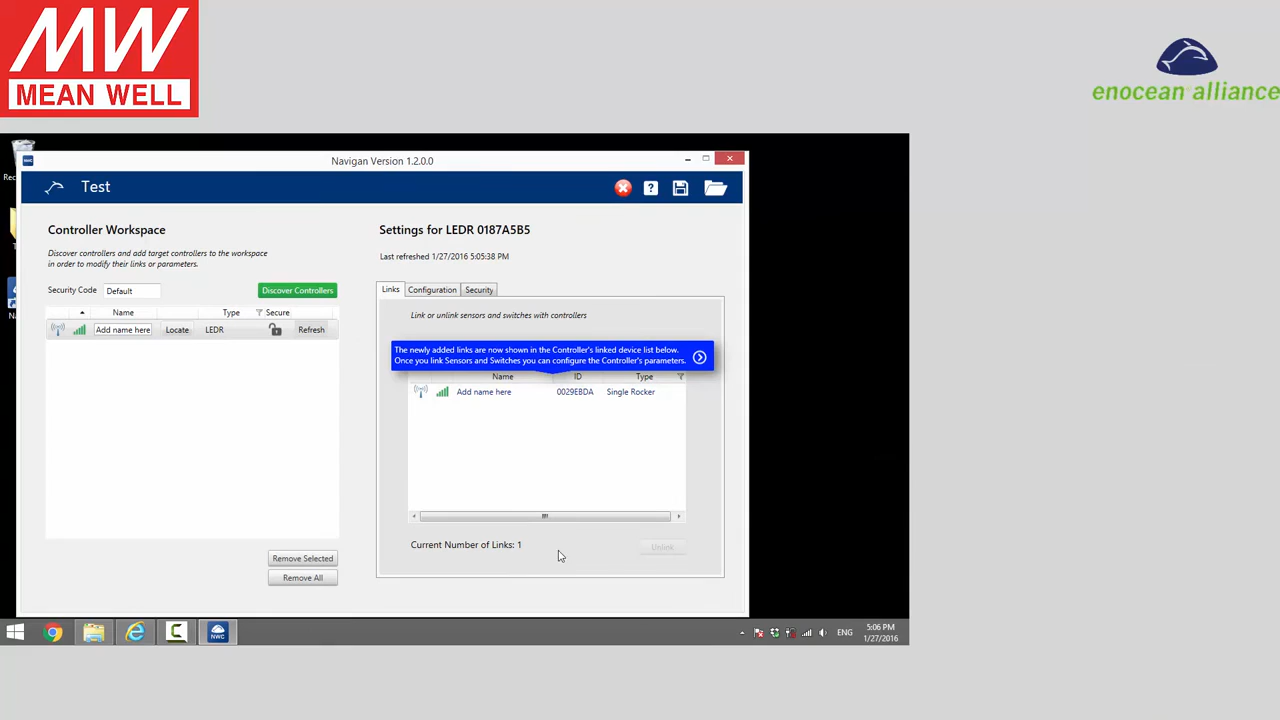 MW
MEAN WELL
enocean alliance
Rec
Navigan Version 1.2.0.0
NWC
Test
?
Controller Workspace
Discover controllers and add target controllers to the workspace
in order to modify their links or parameters.
Security Code Default Discover Controllers
Name Type Secure
Add name here Locate LEDR Refresh
Remove Selected
Remove All
Settings for LEDR 0187A5B5
Last refreshed 1/27/2016 5:05:38 PM
Links Configuration Security
Link or unlink sensors and switches with controllers
The newly added links are now shown in the Controller's linked device list below.
Once you link Sensors and Switches you can configure the Controller's parameters.
Name ID Type
Add name here 0029EBDA Single Rocker
Current Number of Links: 1 Unlink
NWC ENG 5:06 PM
1/27/2016